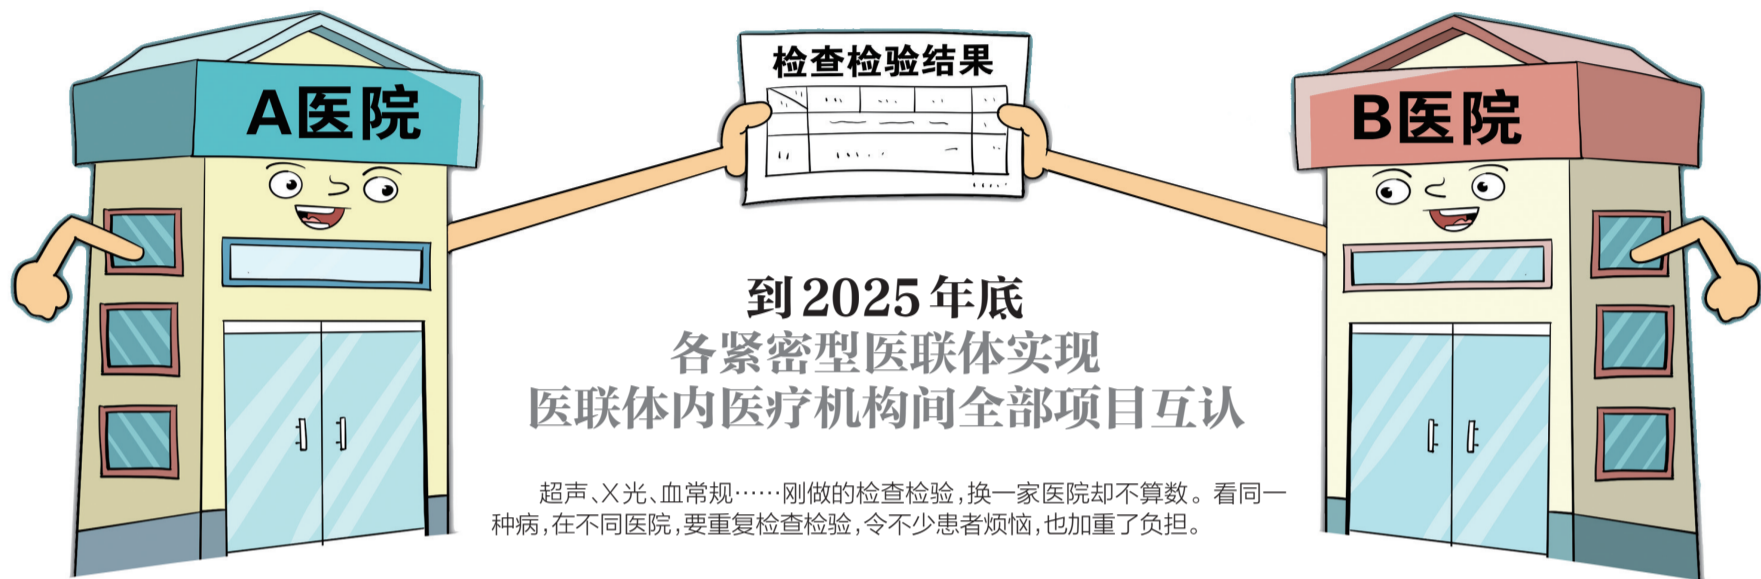 A医院
检查检验结果
B医院
到2025年底
各紧密型医联体实现
医联体内医疗机构间全部项目互认
超声、X光、血常规……刚做的检查检验，换一家医院却不算数。看同一
种病，在不同医院，要重复检查检验，令不少患者烦恼，也加重了负担。